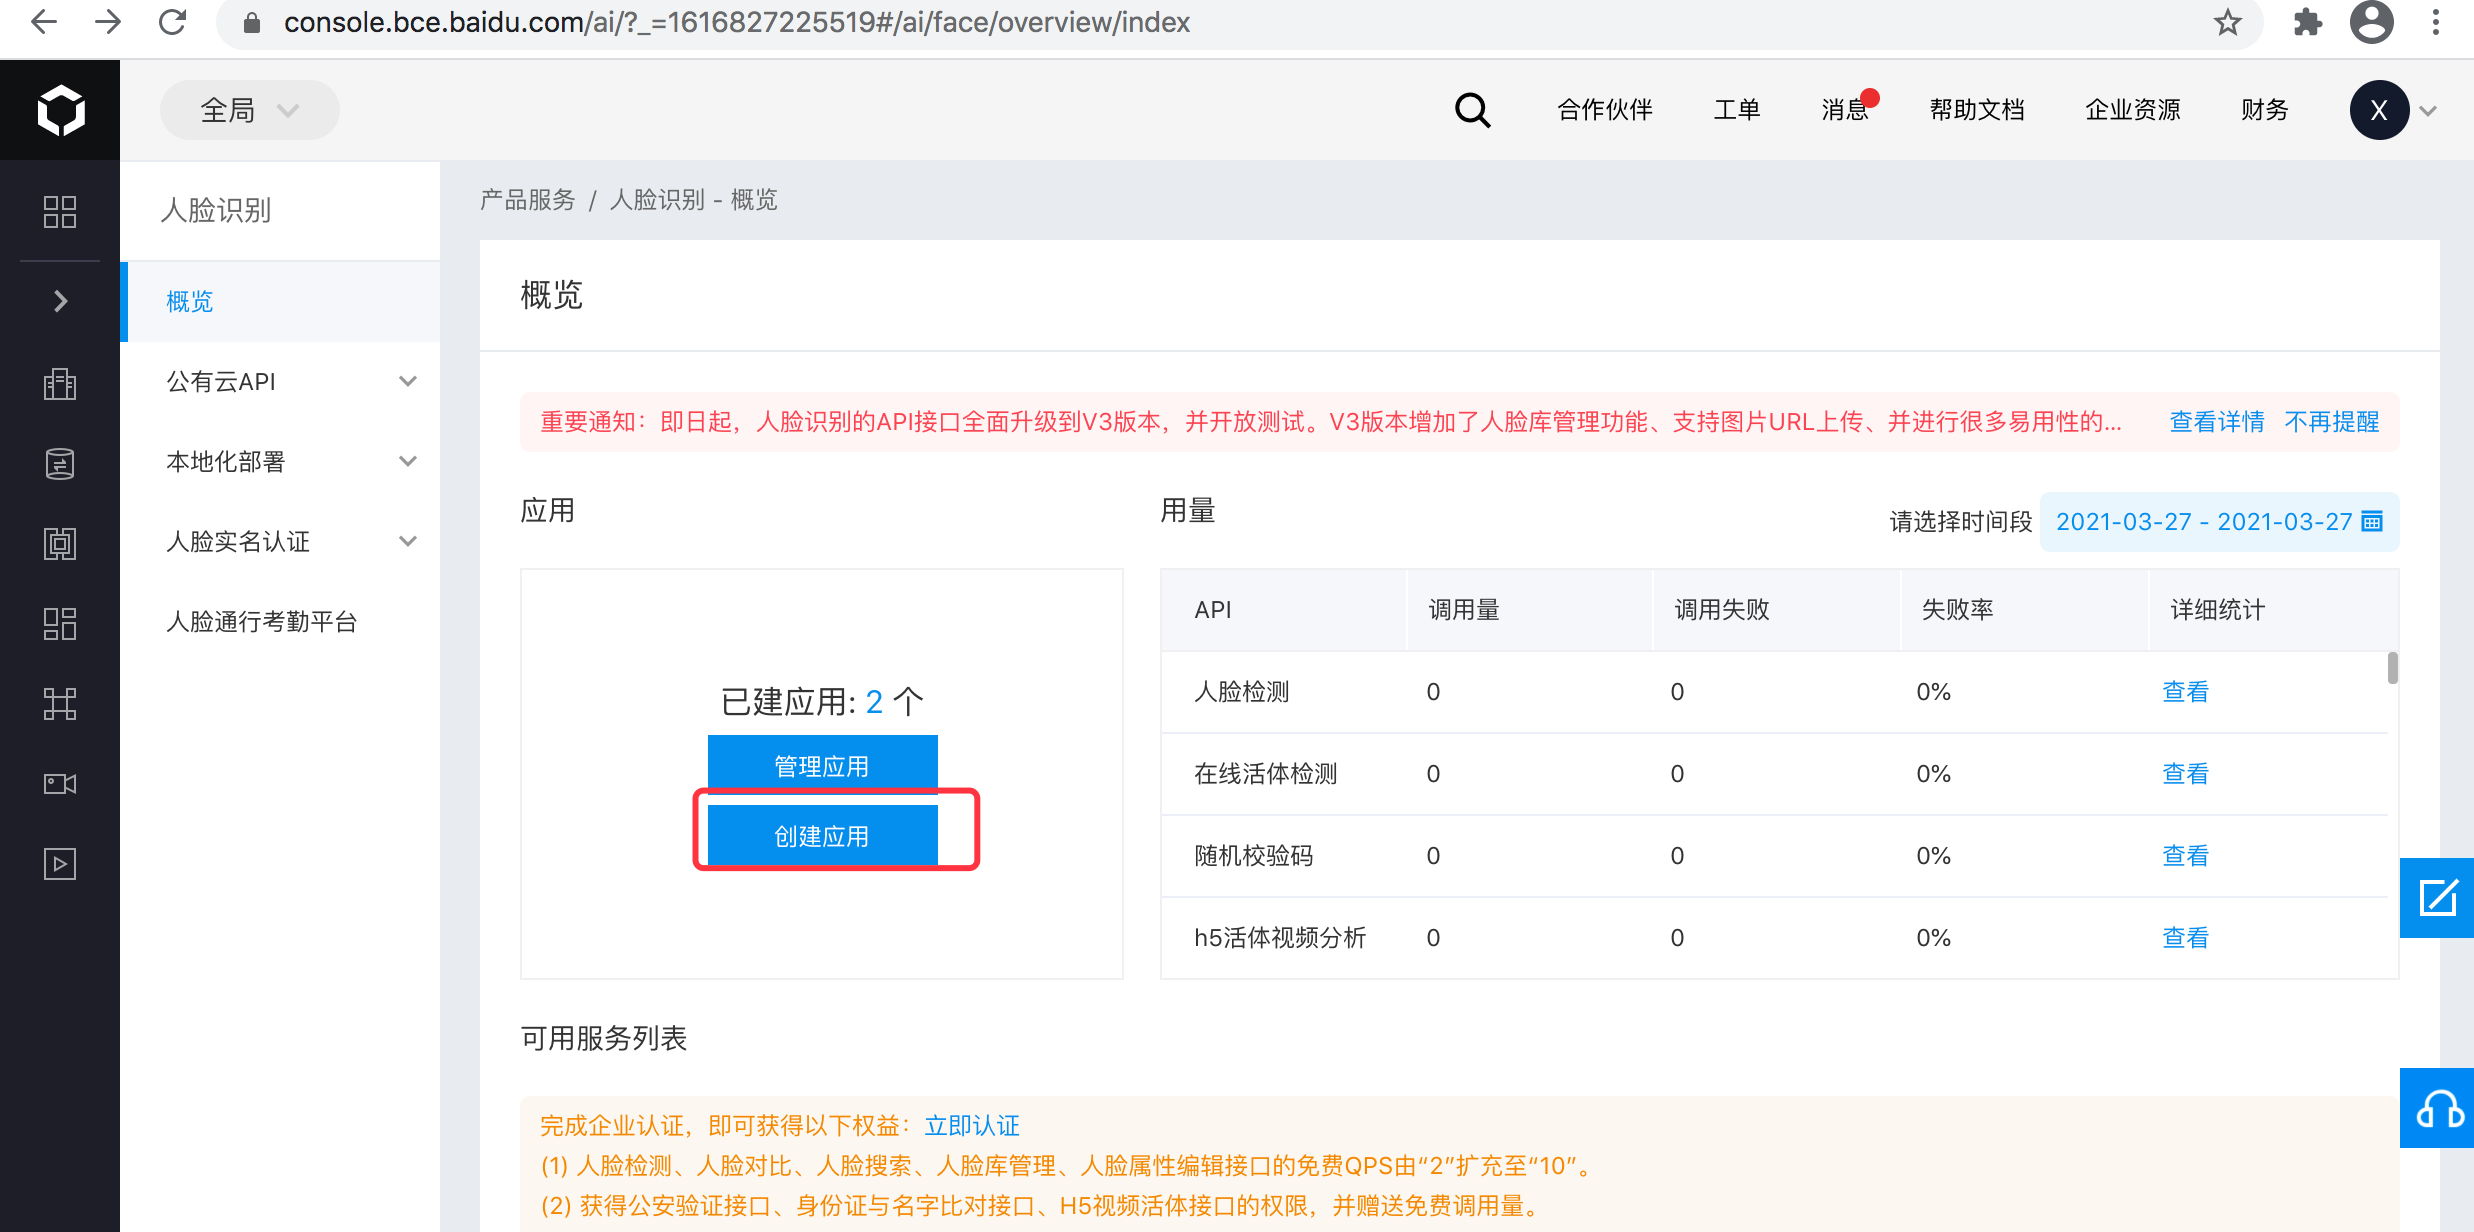 console.bce.baidu.com/ai/?_=1616827225519#/ai/face/overview/index
全局
合作伙伴
工单
消息
帮助文档
企业资源
财务
X
人脸识别
概览
公有云API
本地化部署
人脸实名认证
人脸通行考勤平台
产品服务 / 人脸识别 - 概览
概览
重要通知：即日起，人脸识别的API接口全面升级到V3版本，并开放测试。V3版本增加了人脸库管理功能、支持图片URL上传、并进行很多易用性的... 查看详情 不再提醒
应用
已建应用: 2 个
管理应用
创建应用
用量
请选择时间段 2021-03-27 - 2021-03-27
API 调用量 调用失败 失败率 详细统计
人脸检测 0 0 0% 查看
在线活体检测 0 0 0% 查看
随机校验码 0 0 0% 查看
h5活体视频分析 0 0 0% 查看
可用服务列表
完成企业认证，即可获得以下权益：立即认证
(1) 人脸检测、人脸对比、人脸搜索、人脸库管理、人脸属性编辑接口的免费QPS由“2”扩充至“10”。
(2) 获得公安验证接口、身份证与名字比对接口、H5视频活体接口的权限，并赠送免费调用量。